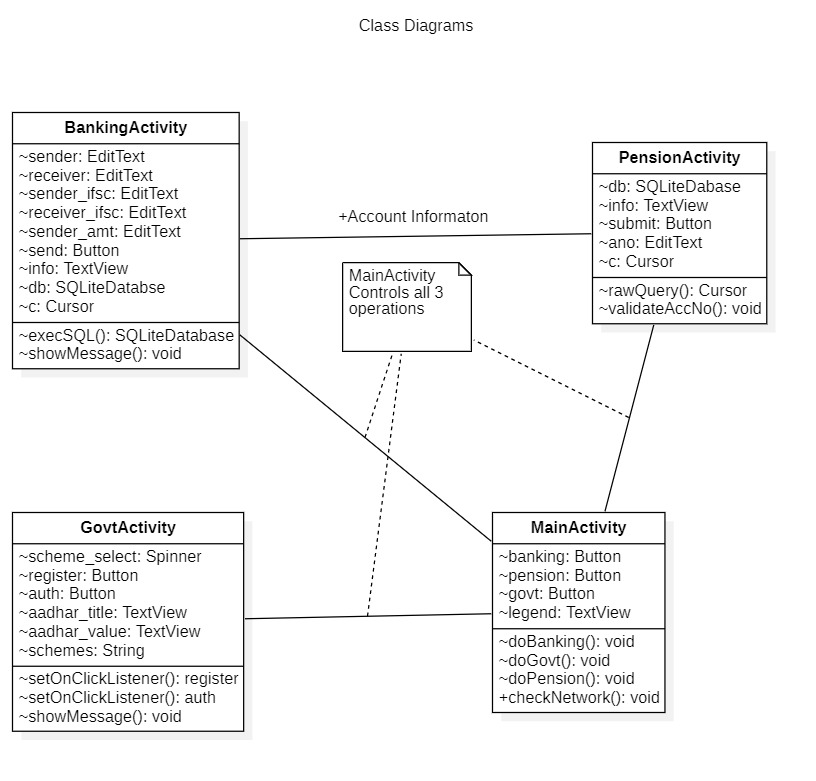 Class Diagrams
BankingActivity
~sender: EditText
~receiver: EditText
~sender_ifsc: EditText
~receiver_ifsc: EditText
~sender_amt: EditText
~send: Button
~info: TextView
~db: SQLiteDatabse
~c: Cursor
~execSQL(): SQLiteDatabase
~showMessage(): void
+Account Informaton
PensionActivity
~db: SQLiteDabase
~info: TextView
~submit: Button
~ano: EditText
~c: Cursor
~rawQuery(): Cursor
~validateAccNo(): void
MainActivity
Controls all 3
operations
GovtActivity
~scheme_select: Spinner
~register: Button
~auth: Button
~aadhar_title: TextView
~aadhar_value: TextView
~schemes: String
~setOnClickListener(): register
~setOnClickListener(): auth
~showMessage(): void
MainActivity
~banking: Button
~pension: Button
~govt: Button
~legend: TextView
~doBanking(): void
~doGovt(): void
~doPension(): void
+checkNetwork(): void